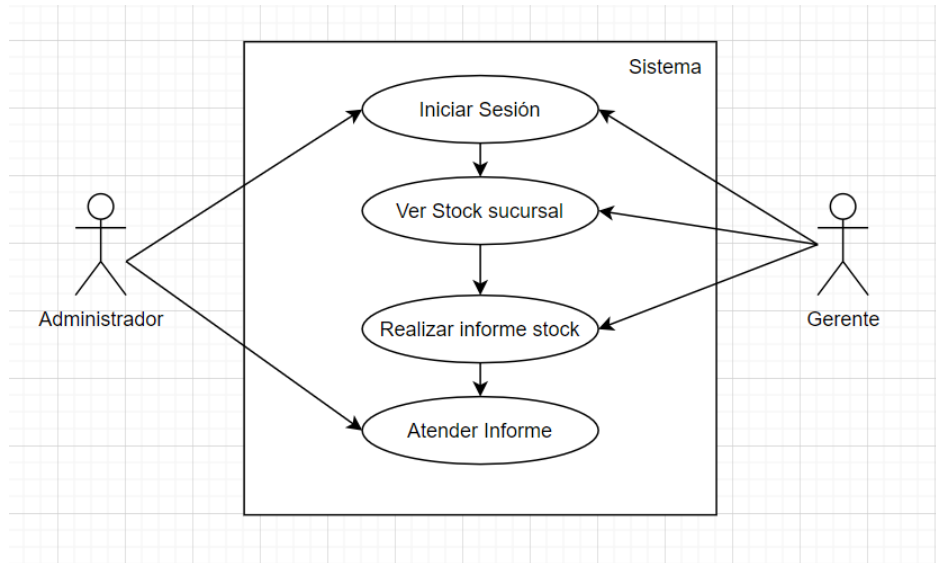 Sistema
Iniciar Sesión
Ver Stock sucursal
Administrador
Gerente
Realizar informe stock
Atender Informe